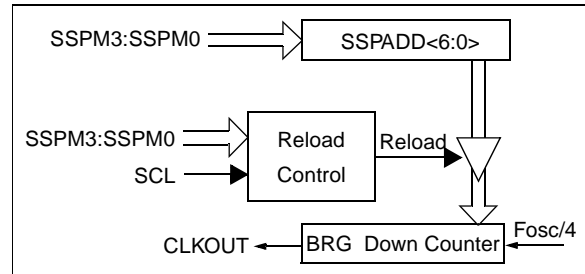 SSPM3:SSPM0
SSPADD<6:0>
SSPM3:SSPM0
SCL
Reload
Control
Reload
CLKOUT
BRG Down Counter
Fosc/4